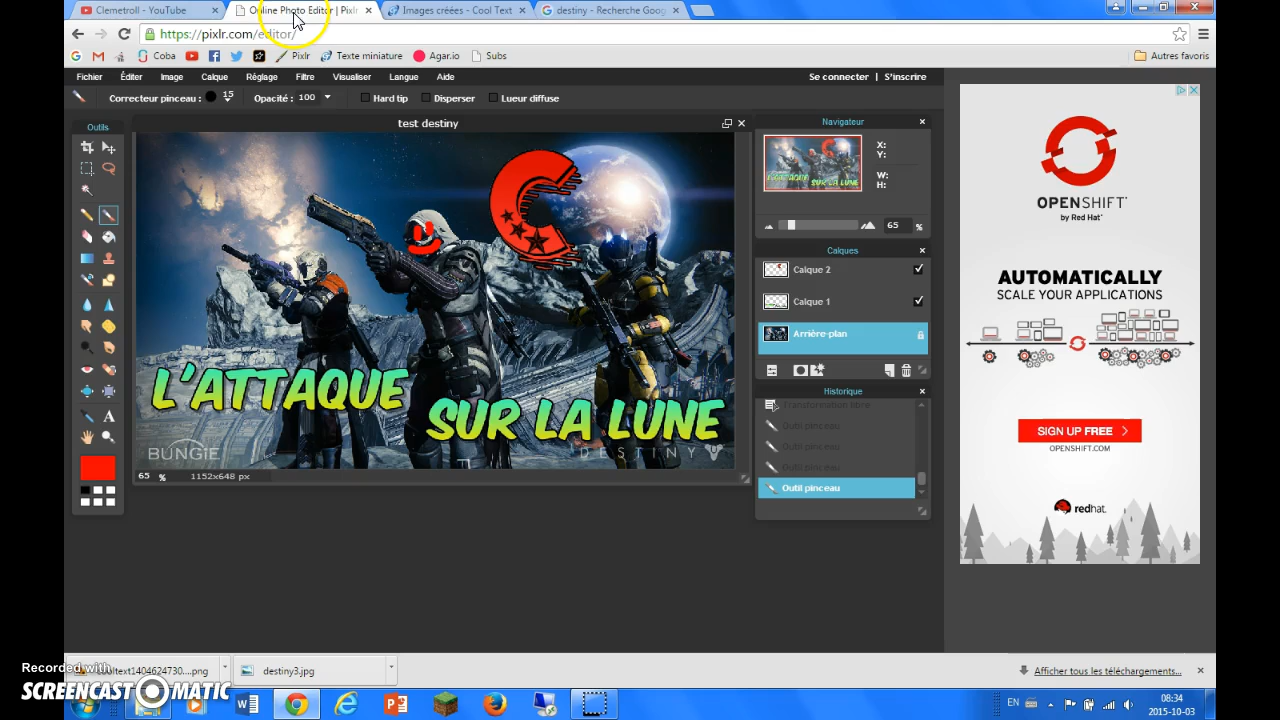 Clemetroll - YouTube
Online Photo Editor | Pixlr
Images créées - Cool Text
destiny - Recherche Goog
https://pixlr.com/editor/
Coba
Pixlr
Texte miniature
Agar.io
Subs
Autres favoris
Fichier Éditer Image Calque Réglage Filtre Visualiser Langue Aide
Se connecter | S'inscrire
Correcteur pinceau : 15 Opacité : 100 Hard tip Disperser Lueur diffuse
Outils
test destiny
L'ATTAQUE
SUR LA LUNE
BUNGIE
DESTINY
65 % 1152x648 px
Navigateur
X:
Y:
W:
H:
65 %
Calques
Calque 2
Calque 1
Arrière-plan
Historique
Transformation libre
Outil pinceau
Outil pinceau
Outil pinceau
Outil pinceau
OPENSHIFT
by Red Hat
AUTOMATICALLY
SCALE YOUR APPLICATIONS
SIGN UP FREE
OPENSHIFT.COM
redhat.
cooltext1404624730....png
destiny3.jpg
Afficher tous les téléchargements...
Recorded with
SCREENCAST-O-MATIC
EN
08:34
2015-10-03